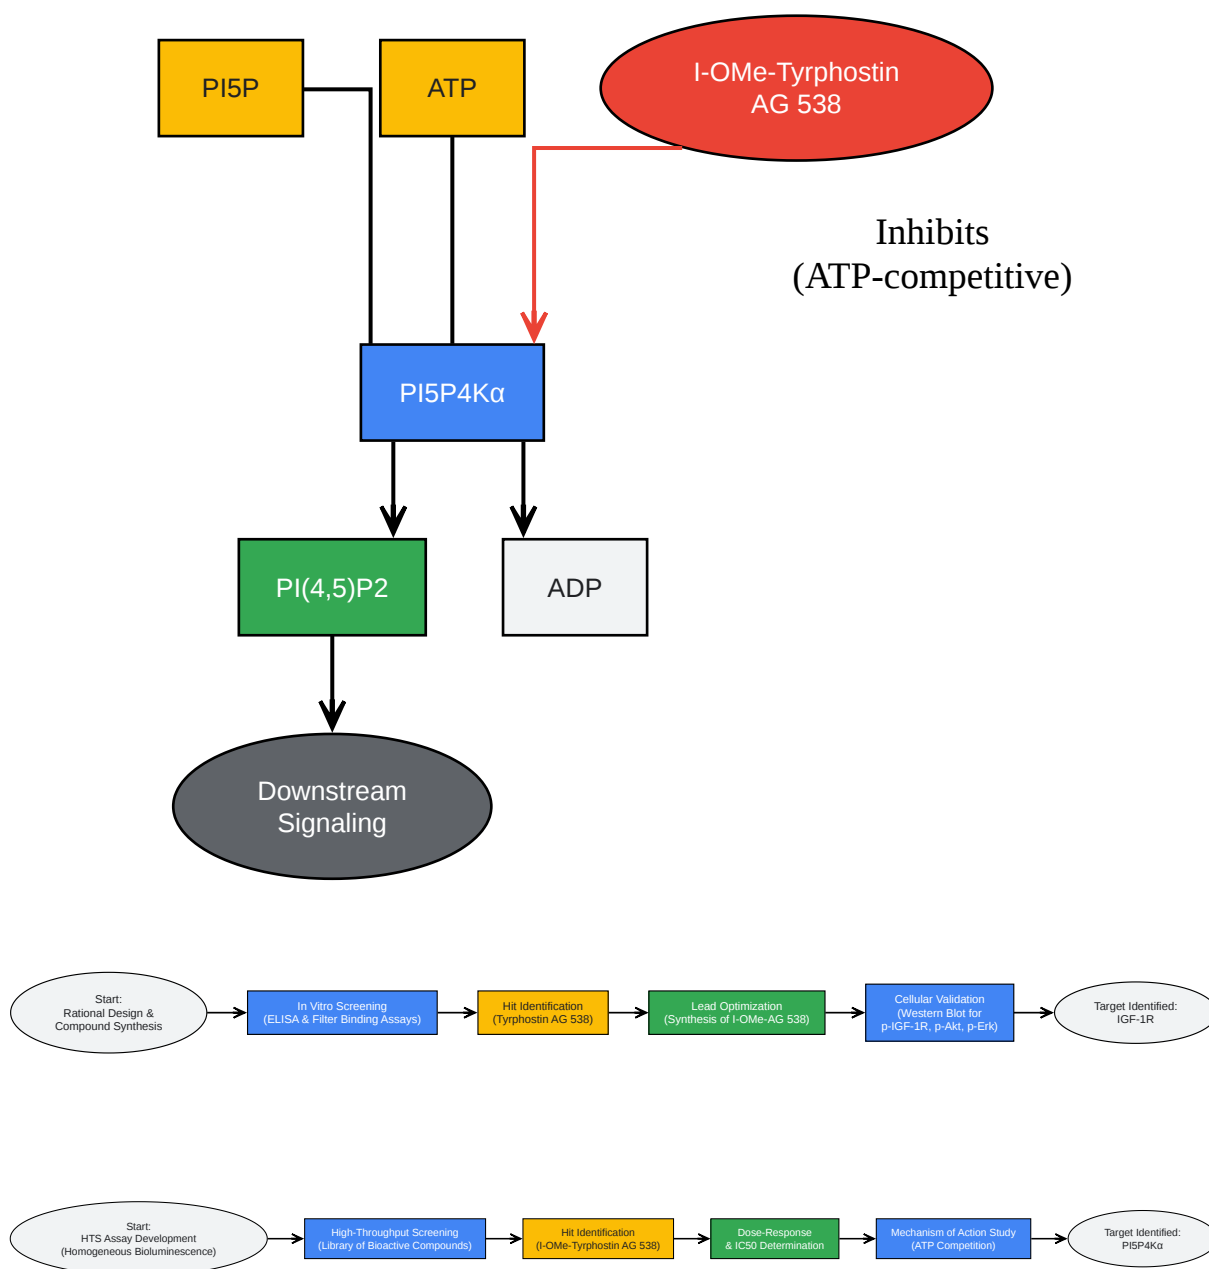 PI5P
ATP
I-OMe-Tyrphostin
AG 538
Inhibits
(ATP-competitive)
PI5P4Kα
PI(4,5)P2
ADP
Downstream
Signaling
Start:
Rational Design &
Compound Synthesis
In Vitro Screening
(ELISA & Filter Binding Assays)
Hit Identification
(Tyrphostin AG 538)
Lead Optimization
(Synthesis of I-OMe-AG 538)
Cellular Validation
(Western Blot for
p-IGF-1R, p-Akt, p-Erk)
Target Identified:
IGF-1R
Start:
HTS Assay Development
(Homogeneous Bioluminescence)
High-Throughput Screening
(Library of Bioactive Compounds)
Hit Identification
(I-OMe-Tyrphostin AG 538)
Dose-Response
& IC50 Determination
Mechanism of Action Study
(ATP Competition)
Target Identified:
PI5P4Kα